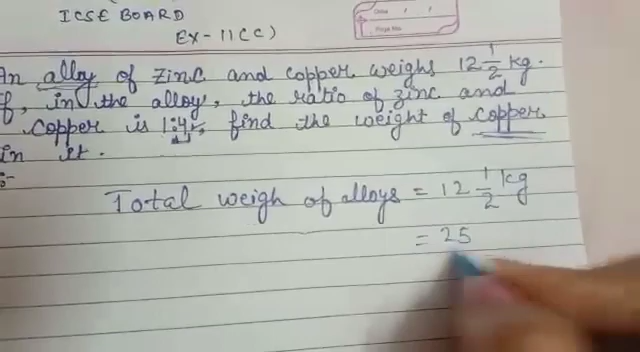 ICSE BOARD
EX-11(C)
An alloy of zinc and copper weighs 12 1/2 kg.
If, in the alloy, the ratio of zinc and
copper is 1:4, find the weight of copper
in it.
Total weigh of alloys = 12 1/2 kg
= 25